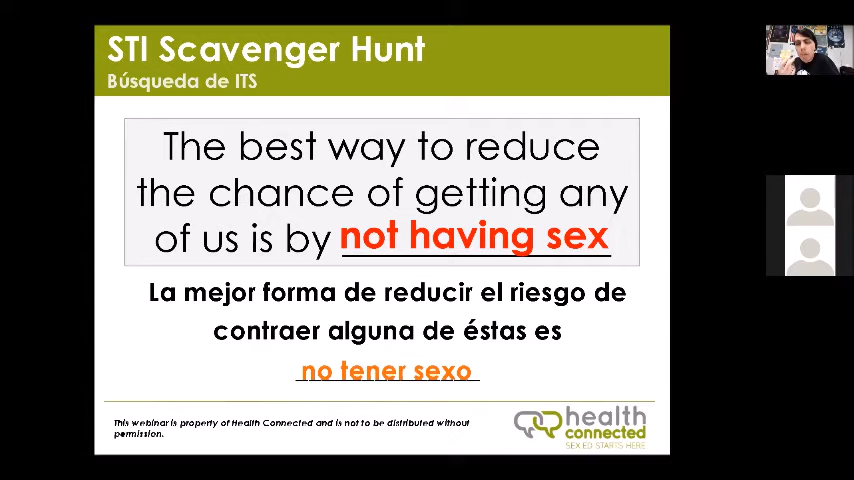 STI Scavenger Hunt
Búsqueda de ITS
The best way to reduce
the chance of getting any
of us is by not having sex
La mejor forma de reducir el riesgo de
contraer alguna de éstas es
no tener sexo
This webinar is property of Health Connected and is not to be distributed without
permission.
health
connected
SEX ED STARTS HERE